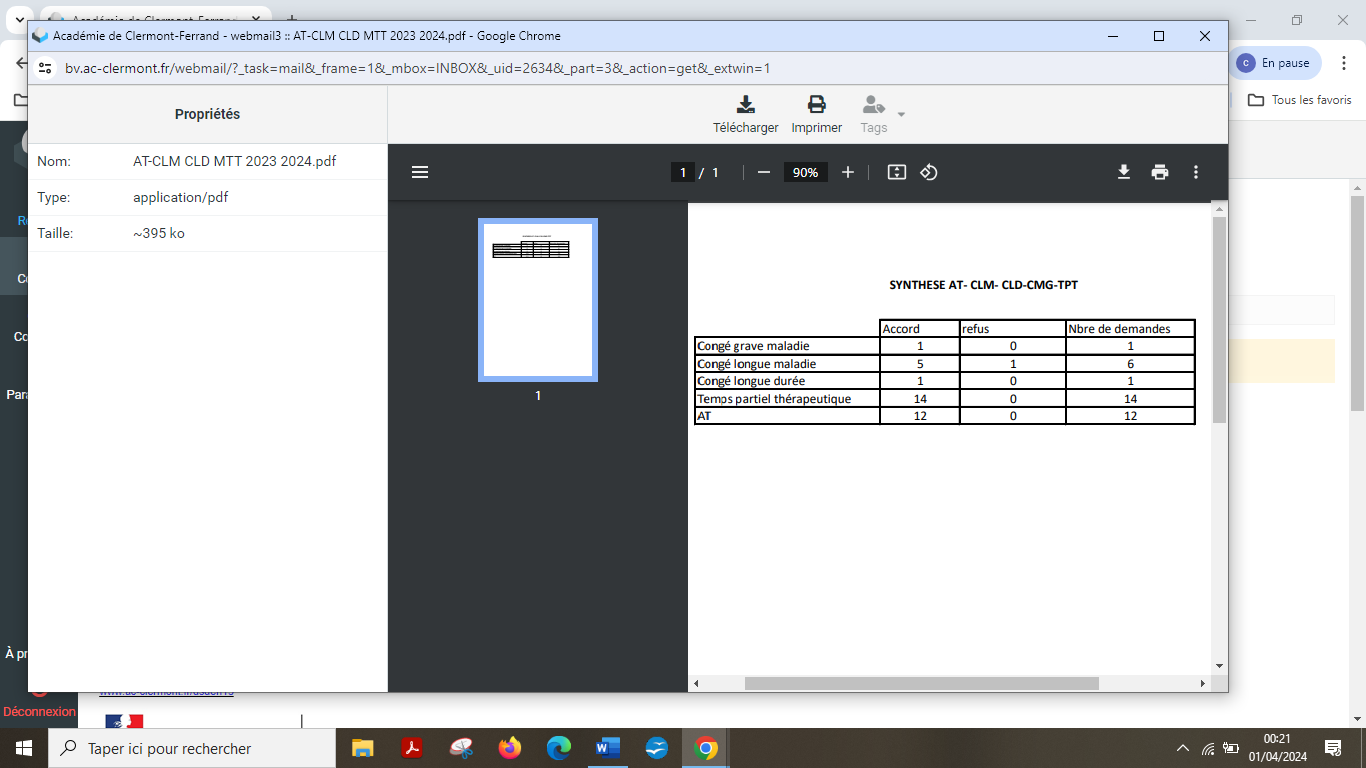 Académie de Clermont-Ferrand - webmail3 :: AT-CLM CLD MTT 2023 2024.pdf - Google Chrome
bv.ac-clermont.fr/webmail/?_task=mail&_frame=1&_mbox=INBOX&_uid=2634&_part=3&_action=get&_extwin=1
c En pause
Tous les favoris
Propriétés
Télécharger Imprimer Tags
Nom: AT-CLM CLD MTT 2023 2024.pdf
Type: application/pdf
Taille: ~395 ko
1 / 1 90%
1
SYNTHESE AT- CLM- CLD-CMG-TPT
Accord refus Nbre de demandes
Congé grave maladie 1 0 1
Congé longue maladie 5 1 6
Congé longue durée 1 0 1
Temps partiel thérapeutique 14 0 14
AT 12 0 12
À pr
Déconnexion
Taper ici pour rechercher
00:21
01/04/2024